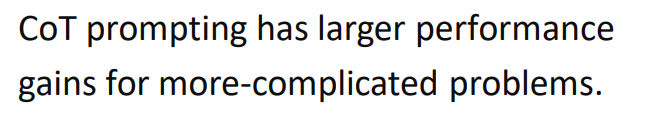 CoT prompting has larger performance
gains for more-complicated problems.